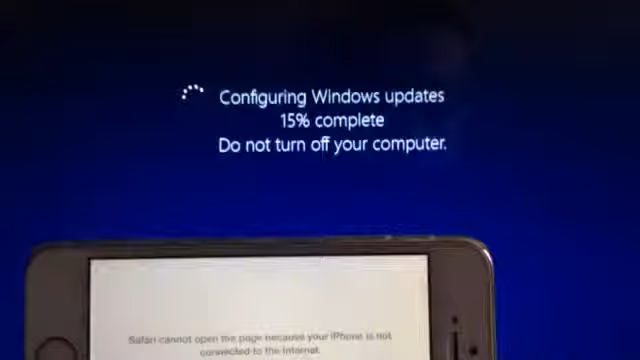 Configuring Windows updates
15% complete
Do not turn off your computer.
Safari cannot open the page because your iPhone is not
connected to the Internet.